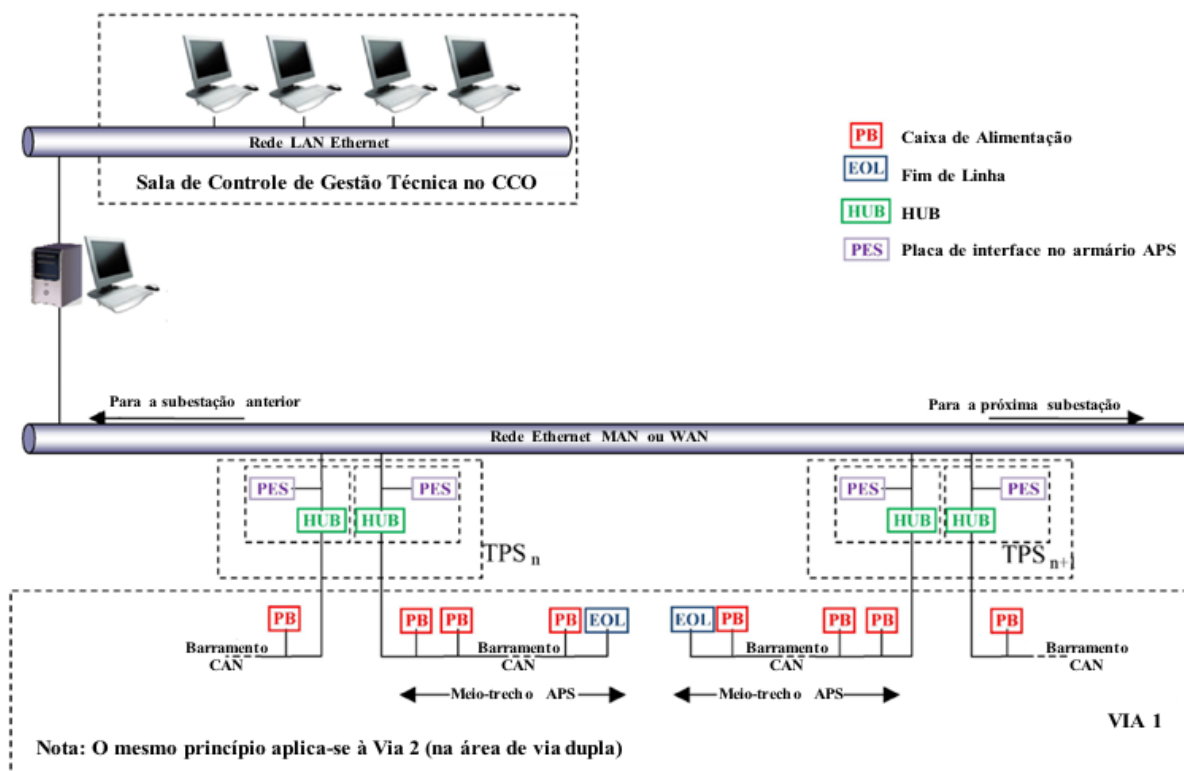 Rede LAN Ethernet
Sala de Controle de Gestão Técnica no CCO
PB Caixa de Alimentação
EOL Fim de Linha
HUB HUB
PES Placa de interface no armário APS
Para a subestação anterior
Para a próxima subestação
Rede Ethernet MAN ou WAN
PES PES PES PES
HUB HUB HUB HUB
TPS n TPS n+1
PB PB PB PB EOL EOL PB PB PB PB
Barramento CAN
Barramento CAN
Barramento CAN
Barramento CAN
Meio-trecho APS
Meio-trecho APS
VIA 1
Nota: O mesmo princípio aplica-se à Via 2 (na área de via dupla)